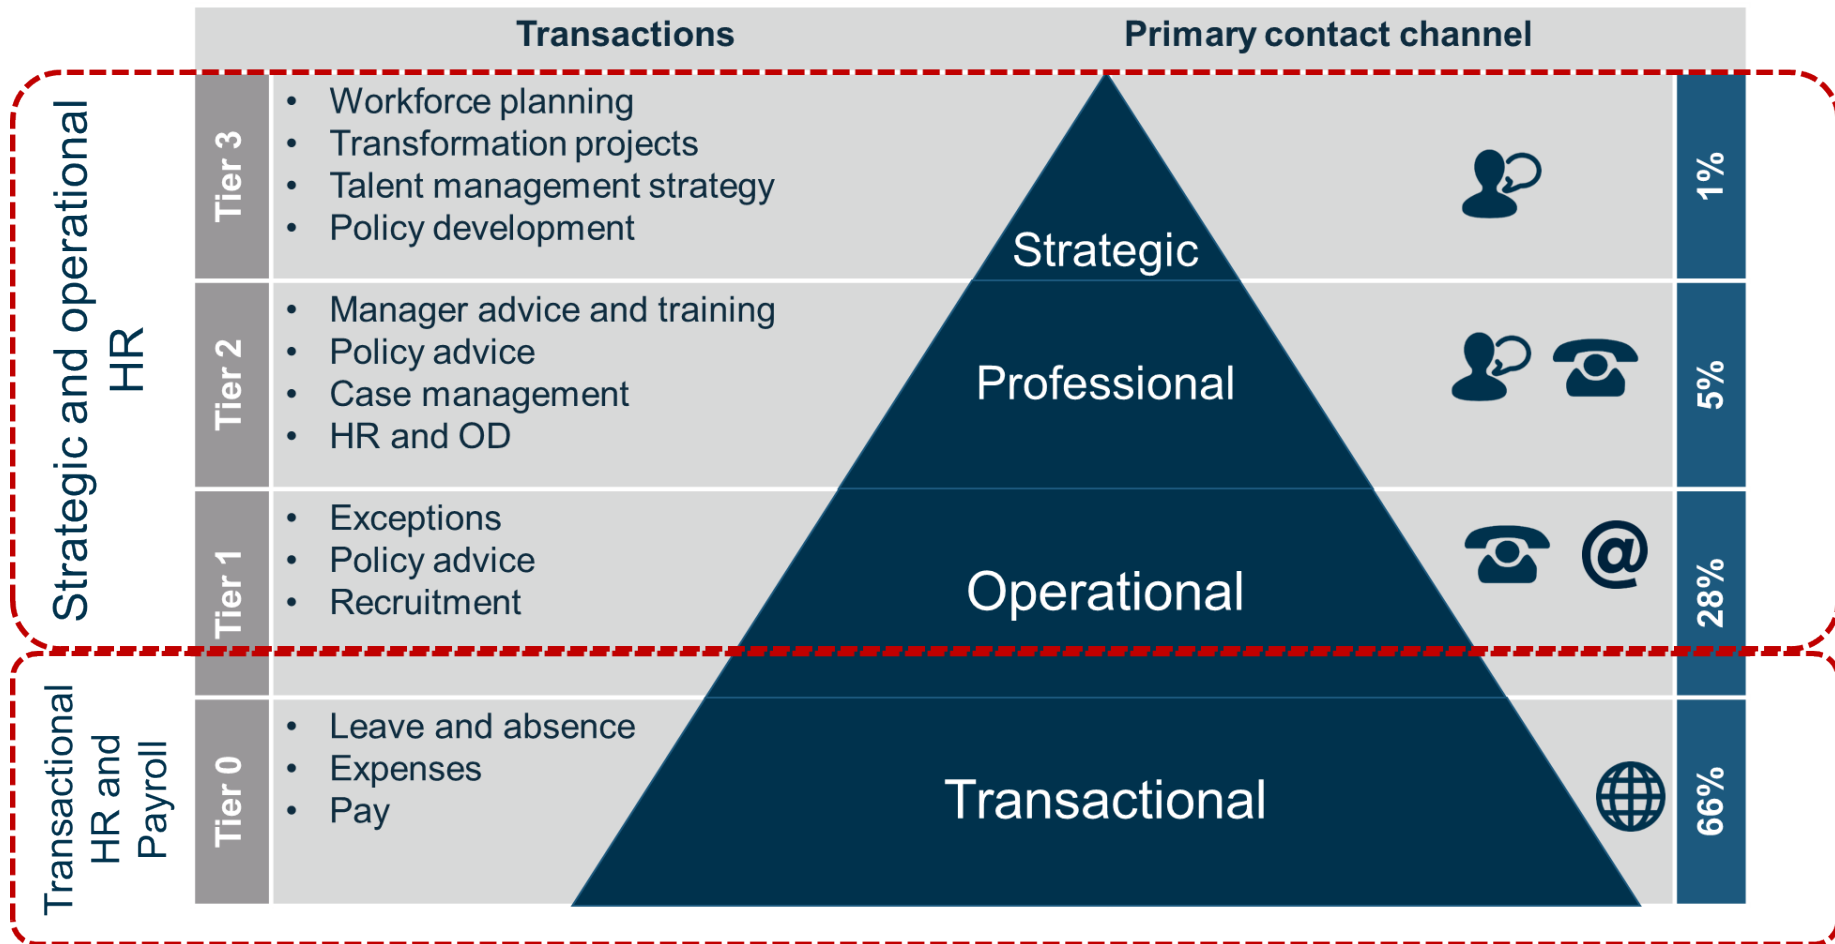 Transactions
Primary contact channel
Strategic and operational
HR
Tier 3
• Workforce planning
• Transformation projects
• Talent management strategy
• Policy development
Strategic
1%
Tier 2
• Manager advice and training
• Policy advice
• Case management
• HR and OD
Professional
5%
Tier 1
• Exceptions
• Policy advice
• Recruitment
Operational
@
28%
Transactional
HR and
Payroll
Tier 0
• Leave and absence
• Expenses
• Pay
Transactional
66%